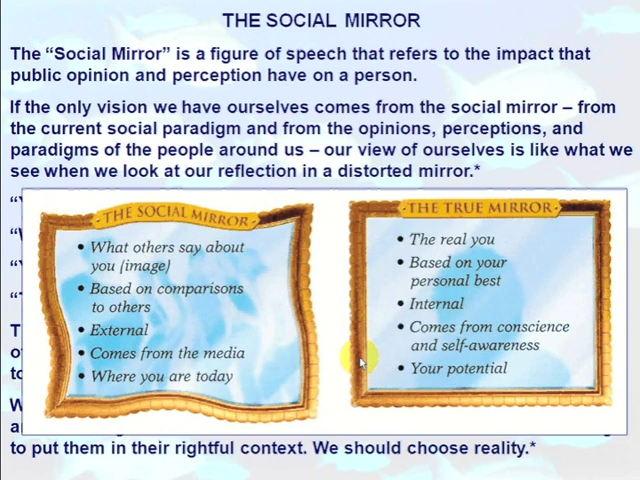 THE SOCIAL MIRROR
The “Social Mirror” is a figure of speech that refers to the impact that
public opinion and perception have on a person.
If the only vision we have ourselves comes from the social mirror – from
the current social paradigm and from the opinions, perceptions, and
paradigms of the people around us – our view of ourselves is like what we
see when we look at our reflection in a distorted mirror.*
-THE SOCIAL MIRROR-
• What others say about
you (image)
• Based on comparisons
to others
• External
• Comes from the media
• Where you are today
-THE TRUE MIRROR-
• The real you
• Based on your
personal best
• Internal
• Comes from conscience
and self-awareness
• Your potential
to put them in their rightful context. We should choose reality.*